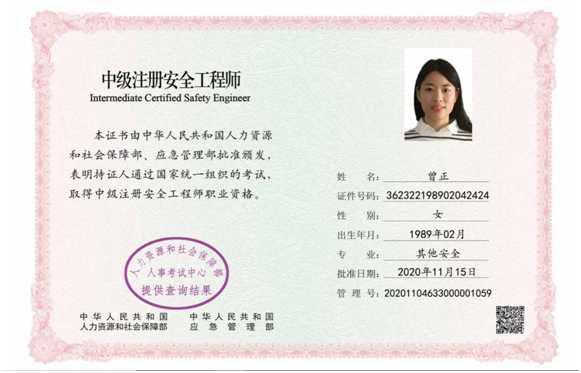 中级注册安全工程师
Intermediate Certified Safety Engineer
本证书由中华人民共和国人力资源
和社会保障部、应急管理部批准颁发，
表明持证人通过国家统一组织的考试，
取得中级注册安全工程师职业资格。
人力资源和社会保障部
人事考试中心
提供查询结果
中华人民共和国
人力资源和社会保障部
中华人民共和国
应急管理部
姓 名： 曾正
证件号码： 362322198902042424
性 别： 女
出生年月： 1989年02月
专 业： 其他安全
批准日期： 2020年11月15日
管 理 号： 20201104633000001059